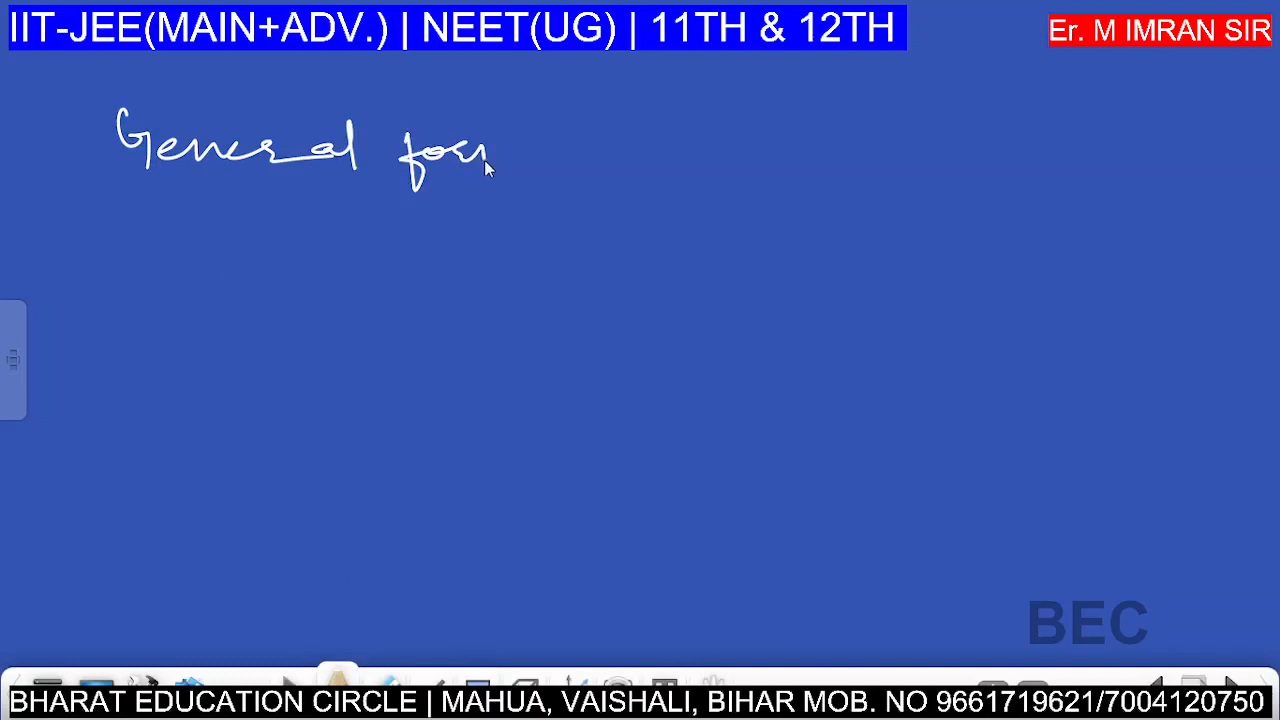 IIT-JEE(MAIN+ADV.) | NEET(UG) | 11TH & 12TH
Er. M IMRAN SIR
General for
BEC
BHARAT EDUCATION CIRCLE | MAHUA, VAISHALI, BIHAR MOB. NO 9661719621/7004120750